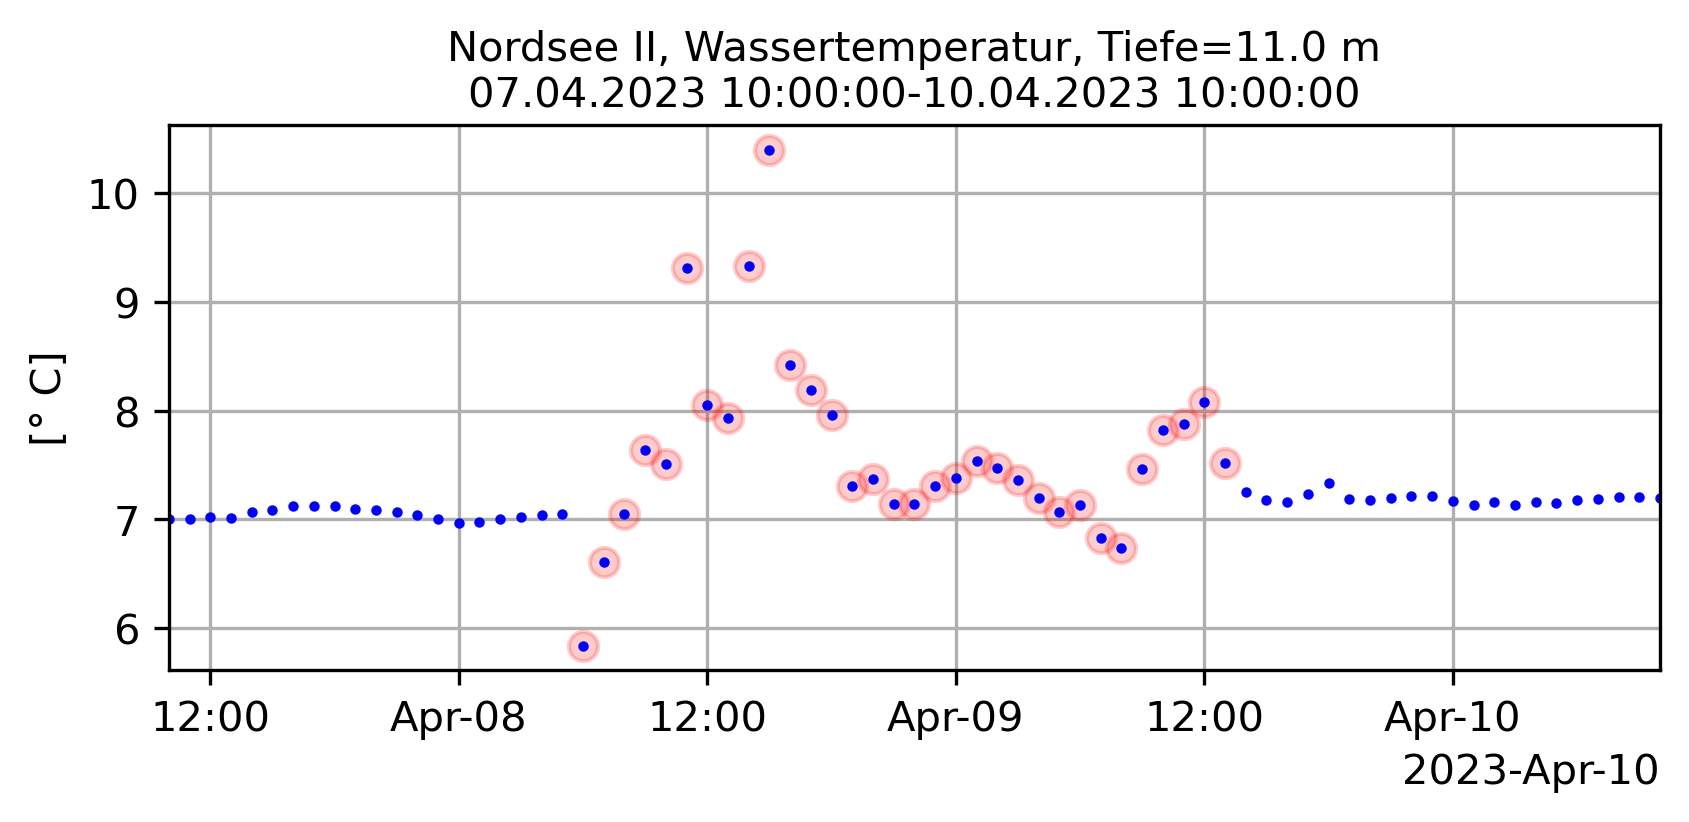 Nordsee II, Wassertemperatur, Tiefe=11.0 m
07.04.2023 10:00:00-10.04.2023 10:00:00
[° C]
10
9
8
7
6
12:00 Apr-08 12:00 Apr-09 12:00 Apr-10
2023-Apr-10